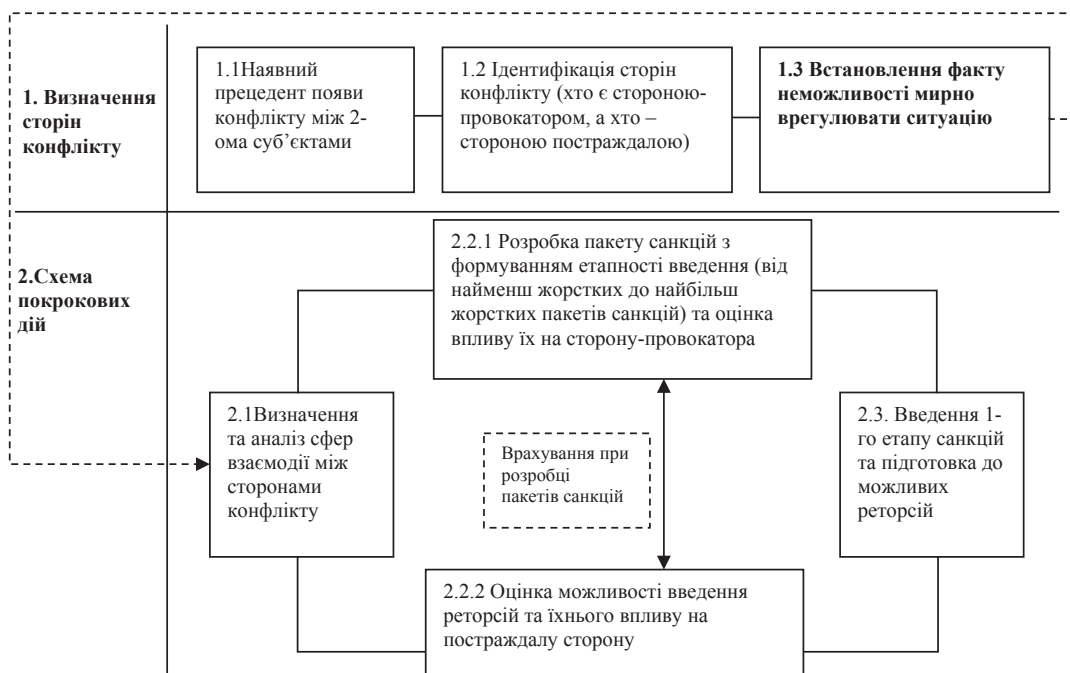 1. Визначення
сторін
конфлікту
1.1Наявний
прецедент появи
конфлікту між 2-
ома суб’єктами
1.2 Ідентифікація сторін
конфлікту (хто є стороною-
провокатором, а хто –
стороною постраждалою)
1.3 Встановлення факту
неможливості мирно
врегулювати ситуацію
2.Схема
покрокових
дій
2.2.1 Розробка пакету санкцій з
формуванням етапності введення (від
найменш жорстких до найбільш
жорстких пакетів санкцій) та оцінка
впливу їх на сторону-провокатора
2.1Визначення
та аналіз сфер
взаємодії між
сторонами
конфлікту
Врахування при
розробці
пакетів санкцій
2.3. Введення 1-
го етапу санкцій
та підготовка до
можливих
реторсій
2.2.2 Оцінка можливості введення
реторсій та їхнього впливу на
постраждалу сторону